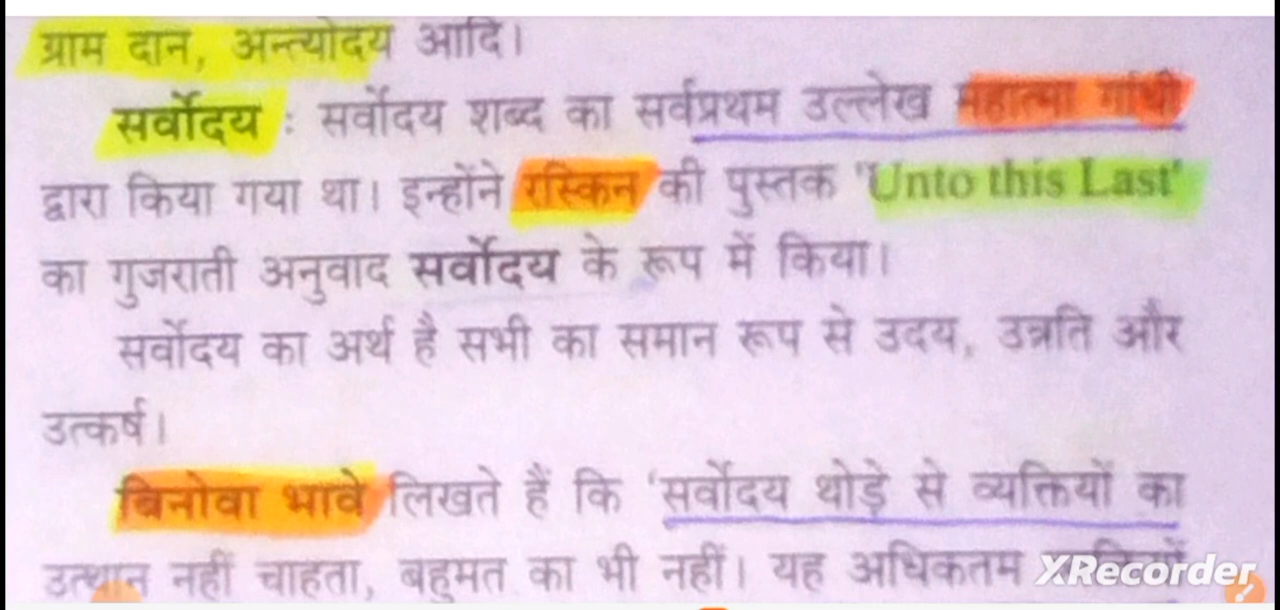 ग्राम दान, अन्त्योदय आदि।
सर्वोदय : सर्वोदय शब्द का सर्वप्रथम उल्लेख महात्मा गांधी
द्वारा किया गया था। इन्होंने रस्किन की पुस्तक 'Unto this Last'
का गुजराती अनुवाद सर्वोदय के रूप में किया।
सर्वोदय का अर्थ है सभी का समान रूप से उदय, उन्नति और
उत्कर्ष।
बिनोवा भावे लिखते हैं कि 'सर्वोदय थोड़े से व्यक्तियों का
उत्थान नहीं चाहता, बहुमत का भी नहीं। यह अधिकतम
XRecorder